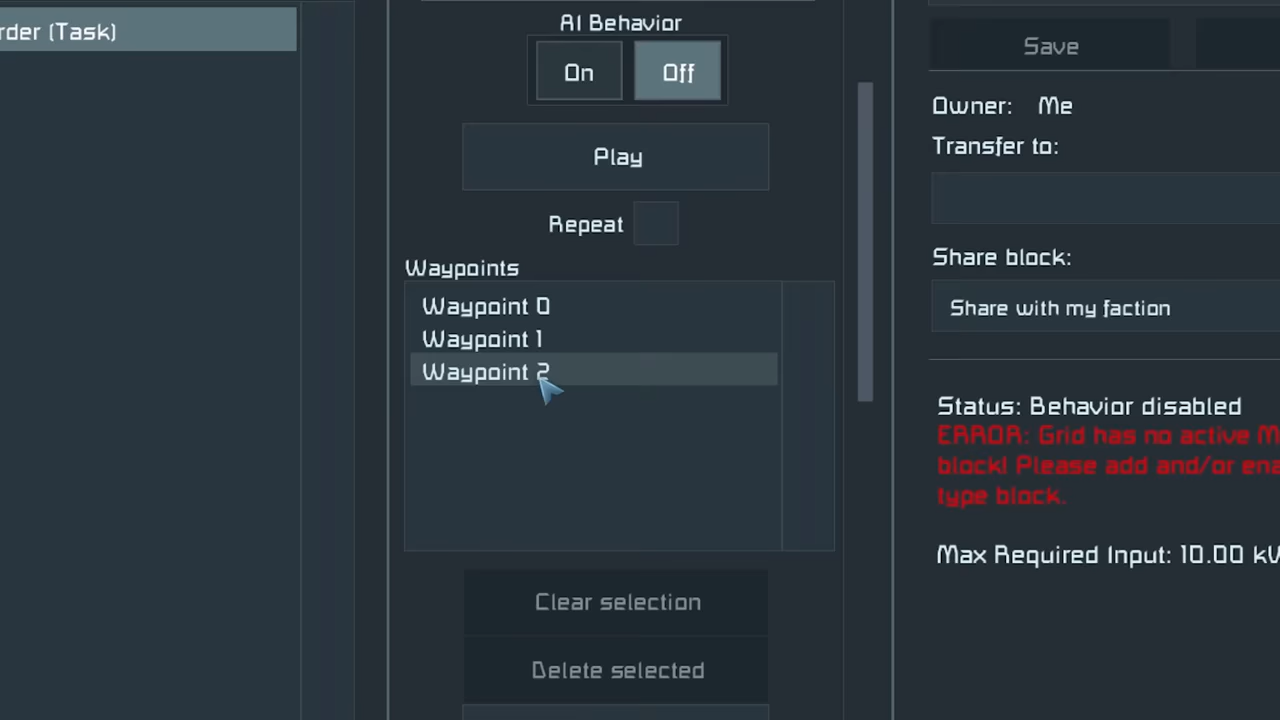 rder (Task)
AI Behavior
On
Off
Play
Repeat
Waypoints
Waypoint 0
Waypoint 1
Waypoint 2
Clear selection
Delete selected
Save
Owner: Me
Transfer to:
Share block:
Share with my faction
Status: Behavior disabled
ERROR: Grid has no active M
block! Please add and/or ena
type block.
Max Required Input: 10.00 kW